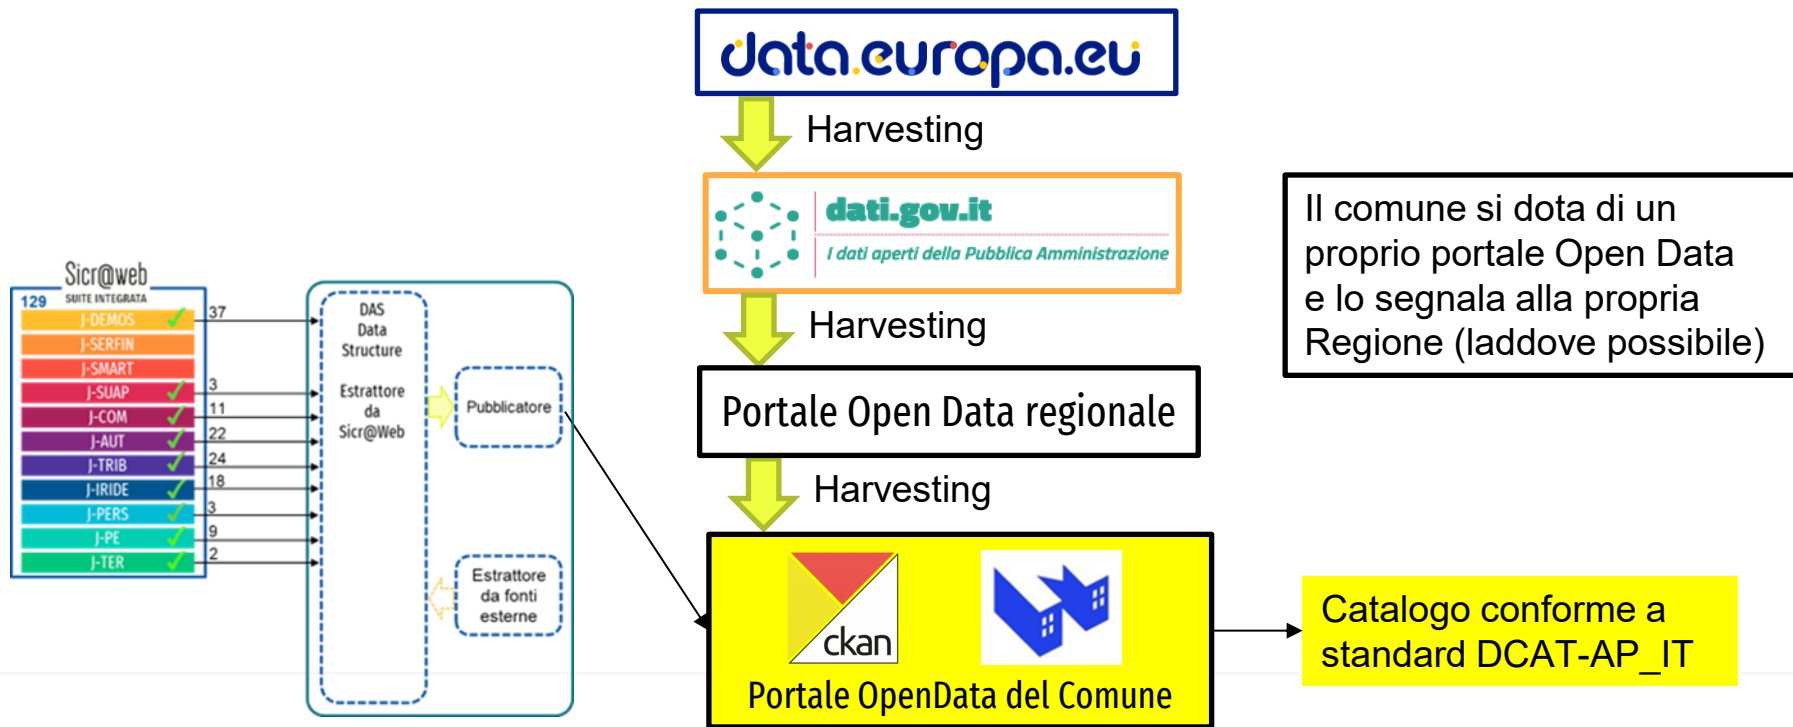 data.europa.eu
Harvesting
dati.gov.it
I dati aperti della Pubblica Amministrazione
Harvesting
Portale Open Data regionale
Harvesting
ckan
Portale OpenData del Comune
Il comune si dota di un
proprio portale Open Data
e lo segnala alla propria
Regione (laddove possibile)
Catalogo conforme a
standard DCAT-AP_IT
Sicr@web
SUITE INTEGRATA
129
J-DEMOS
37
J-SERFIN
J-SMART
J-SUAP
3
J-COM
11
J-AUT
22
J-TRIB
24
J-IRIDE
18
J-PERS
3
J-PE
9
J-TER
2
DAS
Data
Structure
Estrattore
da
Sicr@Web
Pubblicatore
Estrattore
da fonti
esterne